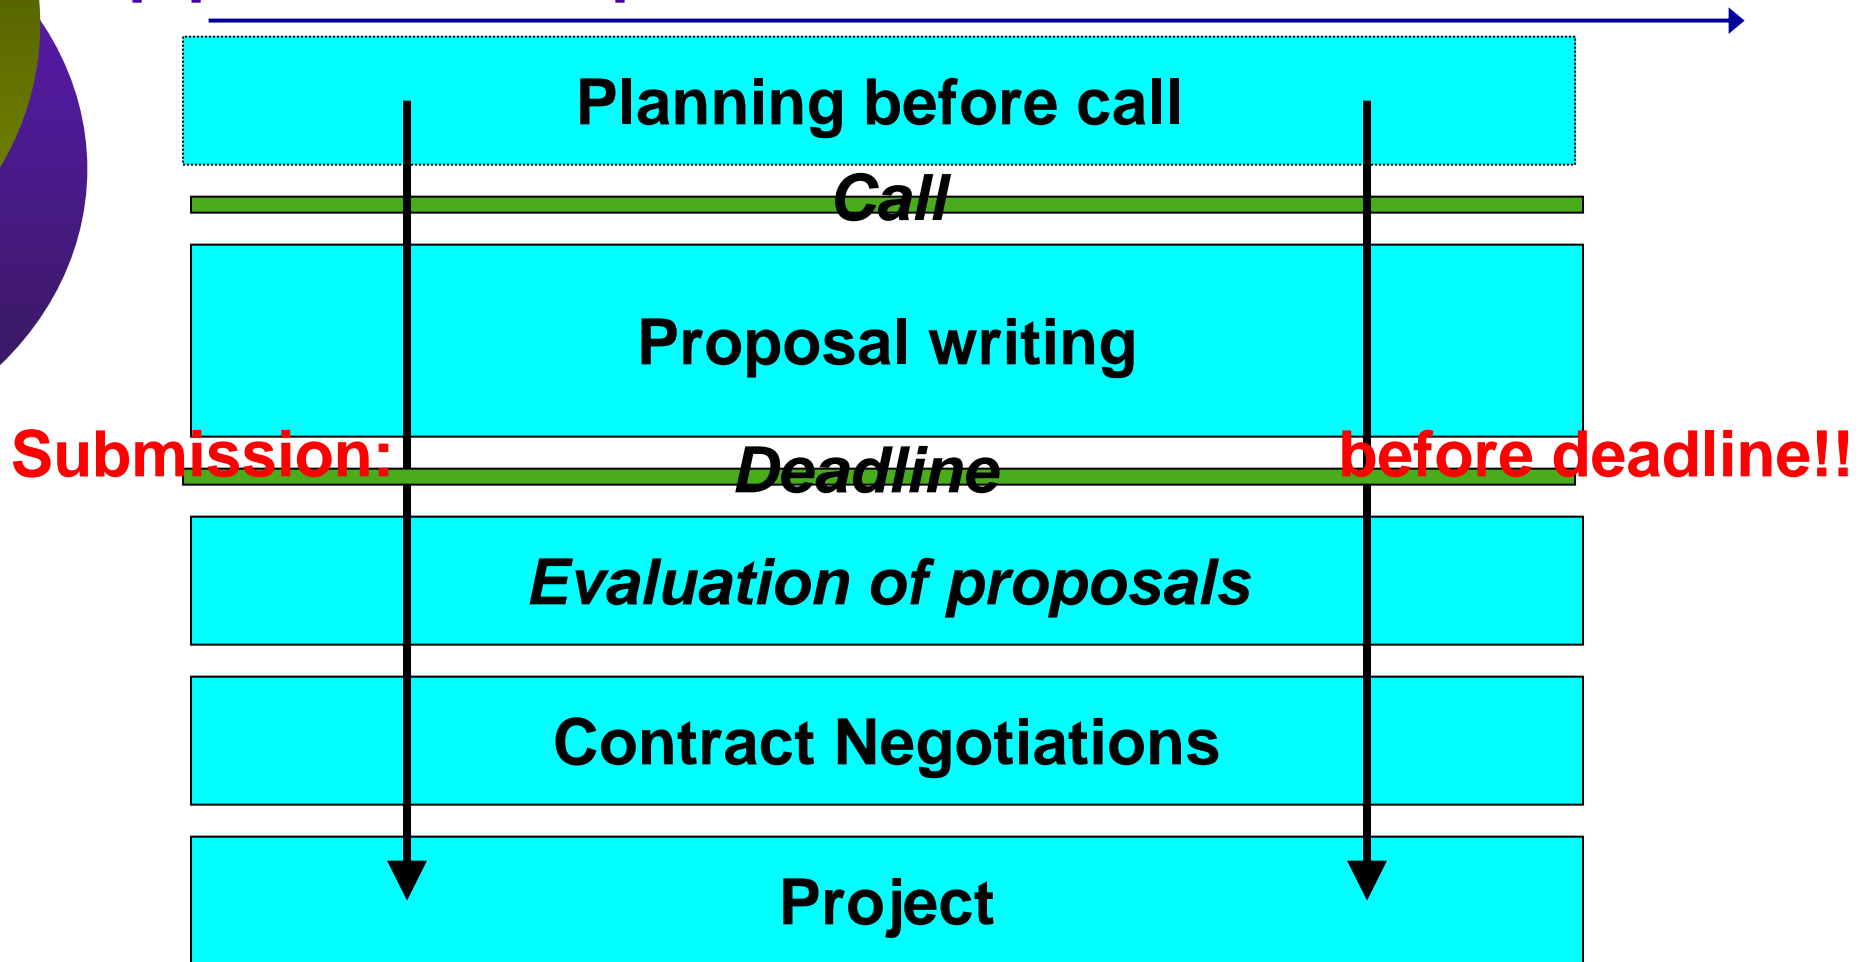 Planning before call
Call
Proposal writing
Submission: before deadline!!
Deadline
Evaluation of proposals
Contract Negotiations
Project